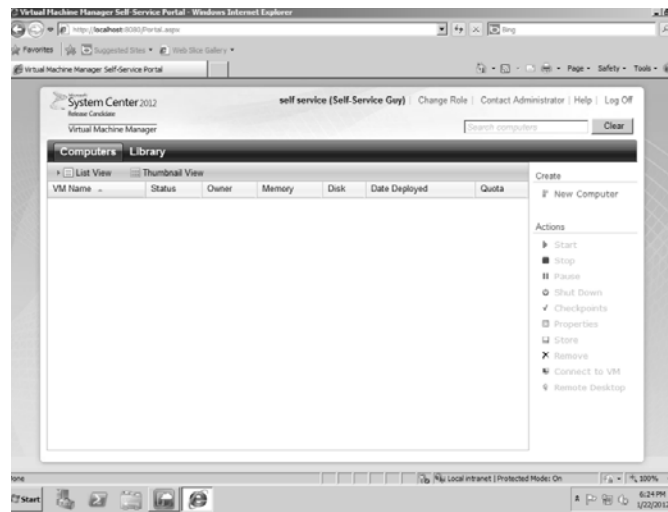 Virtual Machine Manager Self-Service Portal - Windows Internet Explorer
http://localhost:8080/Portal.aspx
Bing
Favorites Suggested Sites Web Slice Gallery
Virtual Machine Manager Self-Service Portal
Page Safety Tools
Microsoft
System Center 2012
Release Candidate
Virtual Machine Manager
self service (Self-Service Guy) | Change Role | Contact Administrator | Help | Log Off
Search computers
Clear
Computers Library
List View Thumbnail View
VM Name Status Owner Memory Disk Date Deployed Quota
Create
New Computer
Actions
Start
Stop
Pause
Shut Down
Checkpoints
Properties
Store
Remove
Connect to VM
Remote Desktop
Local intranet | Protected Mode: On
100%
Start
6:24 PM